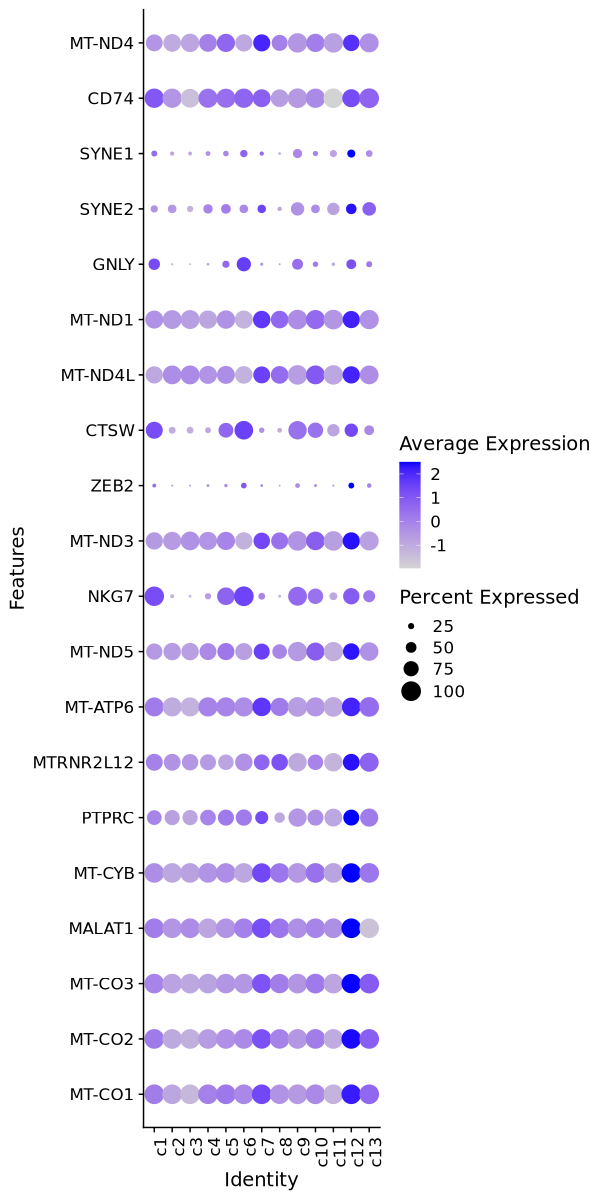 MT-ND4
CD74
SYNE1
SYNE2
GNLY
MT-ND1
MT-ND4L
CTSW
ZEB2
MT-ND3
NKG7
MT-ND5
MT-ATP6
MTRNR2L12
PTPRC
MT-CYB
MALAT1
MT-CO3
MT-CO2
MT-CO1
Features
c1
c2
c3
c4
c5
c6
c7
c8
c9
c10
c11
c12
c13
Identity
Average Expression
2
1
0
-1
Percent Expressed
25
50
75
100